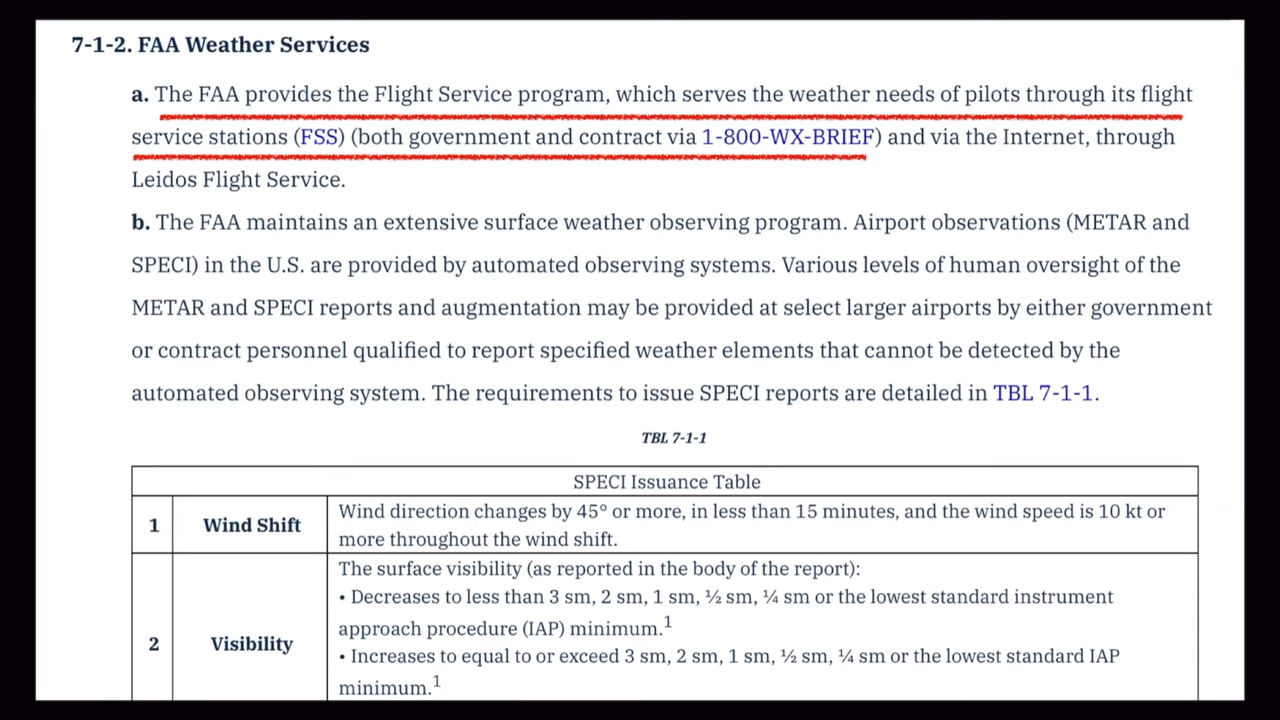 7-1-2. FAA Weather Services
a. The FAA provides the Flight Service program, which serves the weather needs of pilots through its flight
service stations (FSS) (both government and contract via 1-800-WX-BRIEF) and via the Internet, through
Leidos Flight Service.
b. The FAA maintains an extensive surface weather observing program. Airport observations (METAR and
SPECI) in the U.S. are provided by automated observing systems. Various levels of human oversight of the
METAR and SPECI reports and augmentation may be provided at select larger airports by either government
or contract personnel qualified to report specified weather elements that cannot be detected by the
automated observing system. The requirements to issue SPECI reports are detailed in TBL 7-1-1.
TBL 7-1-1
SPECI Issuance Table
1
Wind Shift
Wind direction changes by 45° or more, in less than 15 minutes, and the wind speed is 10 kt or
more throughout the wind shift.
2
Visibility
The surface visibility (as reported in the body of the report):
• Decreases to less than 3 sm, 2 sm, 1 sm, ½ sm, ¼ sm or the lowest standard instrument
approach procedure (IAP) minimum.¹
• Increases to equal to or exceed 3 sm, 2 sm, 1 sm, ½ sm, ¼ sm or the lowest standard IAP
minimum.¹